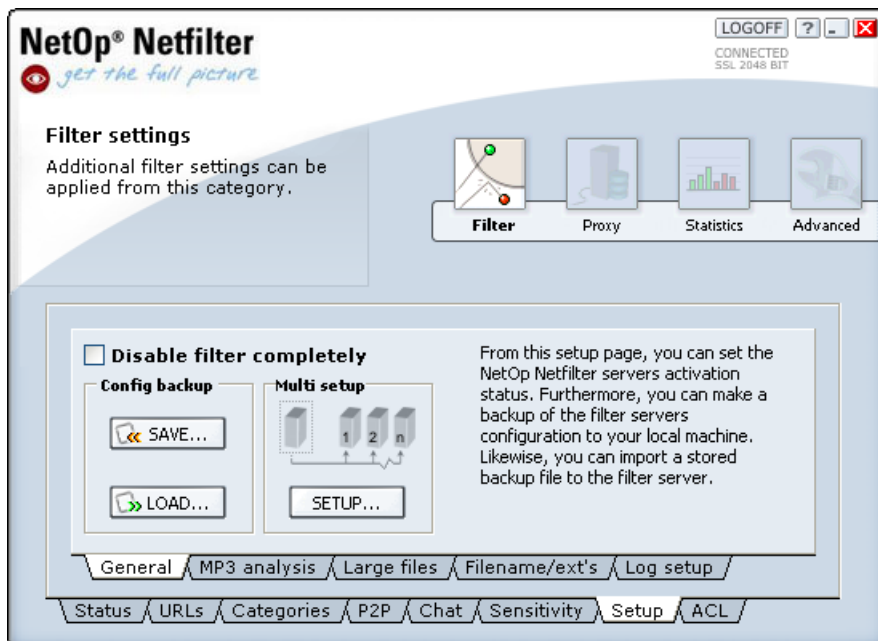 NetOp® Netfilter
get the full picture
LOGOFF ?
CONNECTED
SSL 2048 BIT
Filter settings
Additional filter settings can be
applied from this category.
Filter Proxy Statistics Advanced
Disable filter completely
Config backup
SAVE...
LOAD...
Multi setup
1 2 n
SETUP...
From this setup page, you can set the
NetOp Netfilter servers activation
status. Furthermore, you can make a
backup of the filter servers
configuration to your local machine.
Likewise, you can import a stored
backup file to the filter server.
General MP3 analysis Large files Filename/ext's Log setup
Status URLs Categories P2P Chat Sensitivity Setup ACL